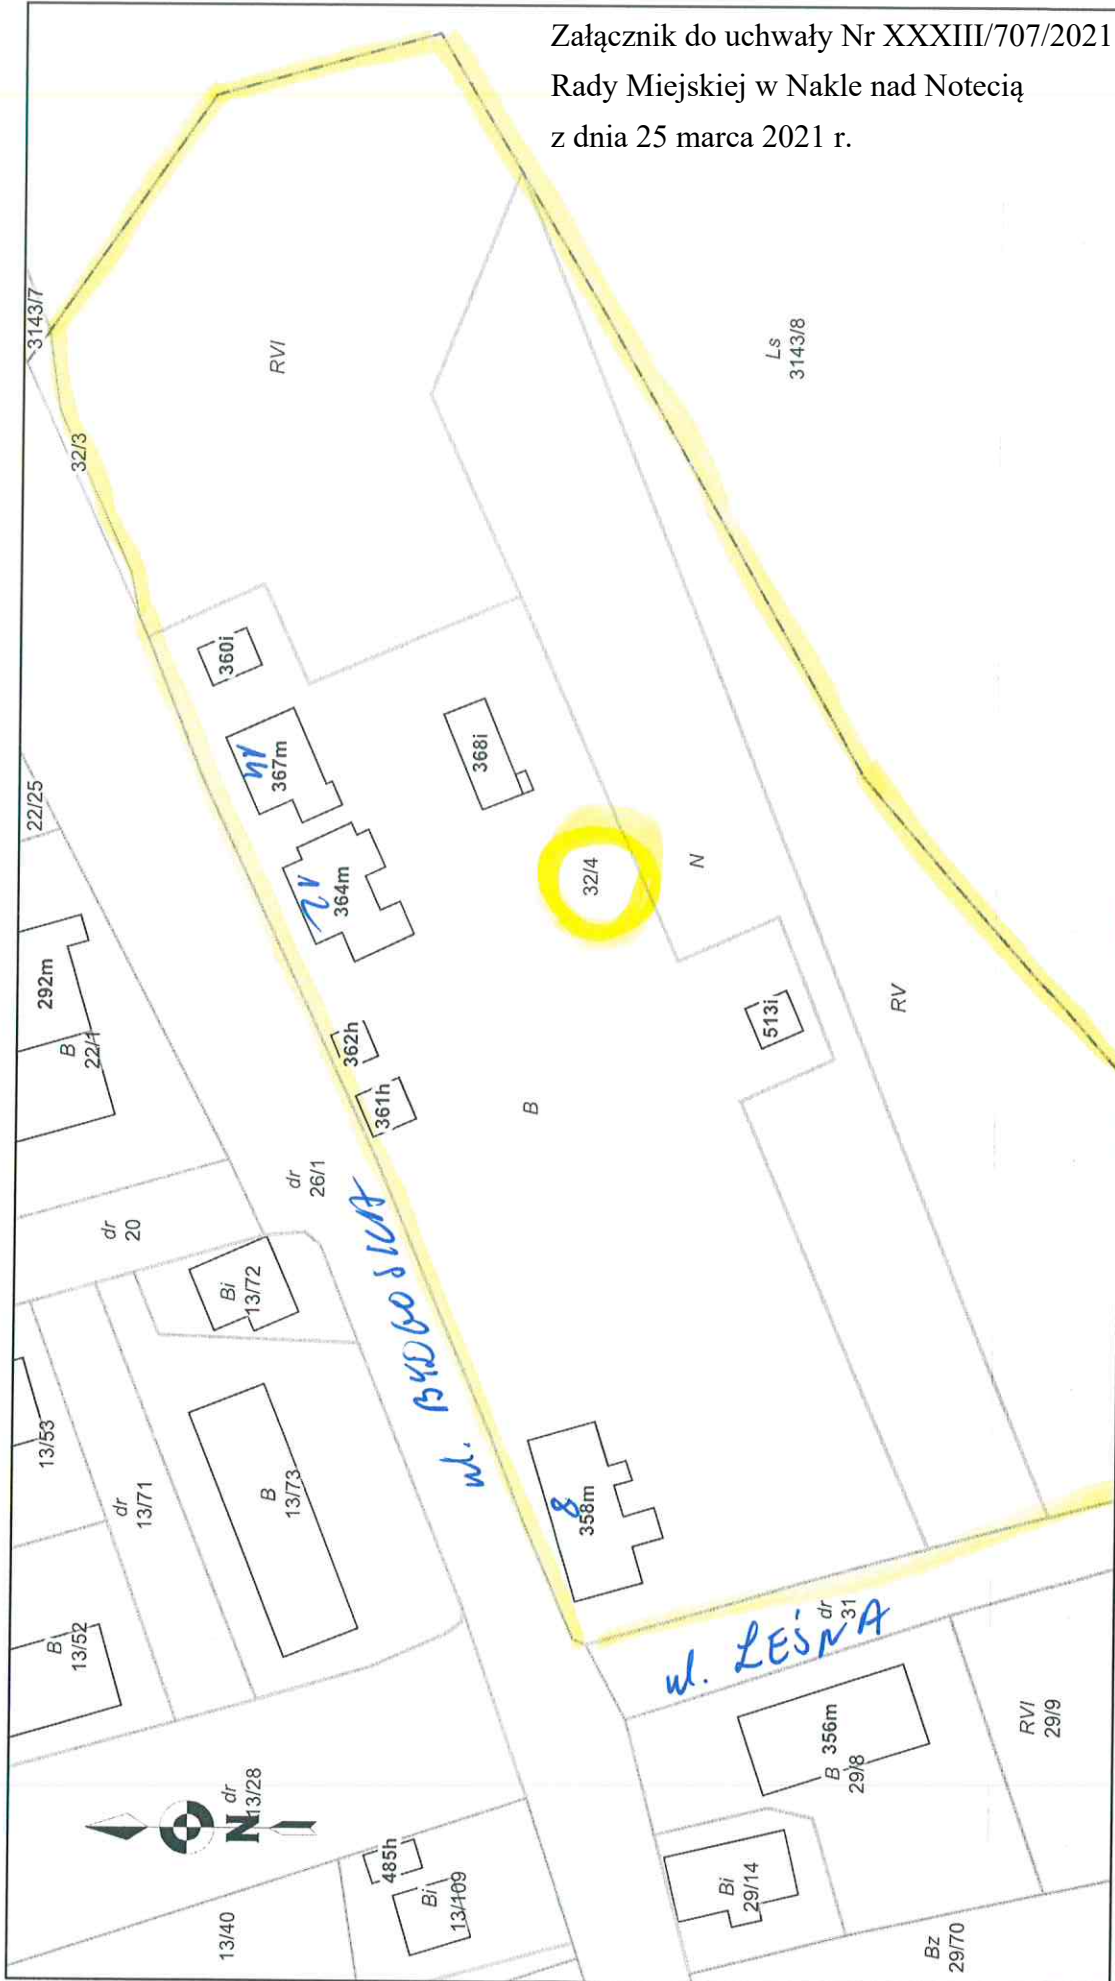 Załącznik do uchwały Nr XXXIII/707/2021
Rady Miejskiej w Nakle nad Notecią
z dnia 25 marca 2021 r.
3143/7
32/3
RVI
Ls
3143/8
360i
367m
368i
22/25
364m
32/4
N
292m
B
22/1
362h
361h
513i
RV
B
dr
26/1
dr
20
Bi
13/72
ul. BYDGOSKA
13/53
dr
13/71
B
13/73
8
358m
B
13/52
dr
31
ul. LEŚNA
356m
B
29/8
RVI
29/9
dr
13/28
N
485h
Bi
13/109
13/40
Bi
29/14
Bz
29/70